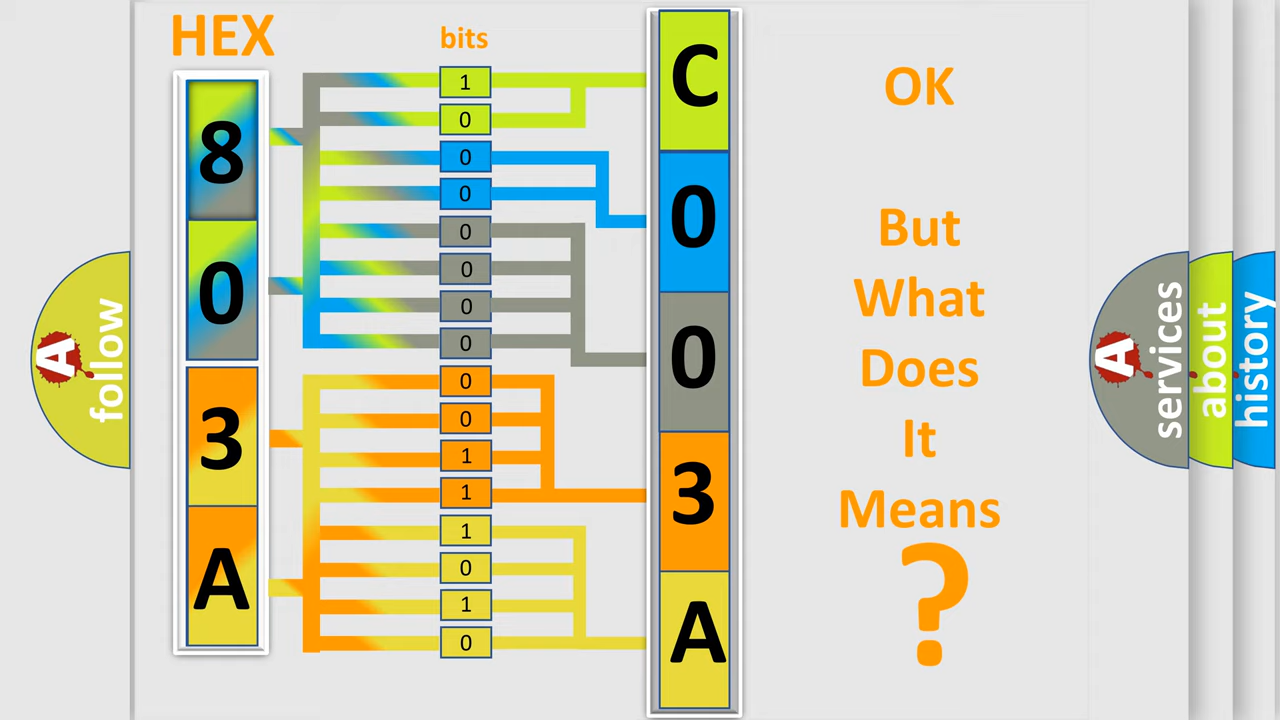 HEX
bits
8
0
3
A
1
0
0
0
0
0
0
0
0
0
1
1
1
0
1
0
C
0
0
3
A
OK
But
What
Does
It
Means
?
A
follow
A
services
about
history